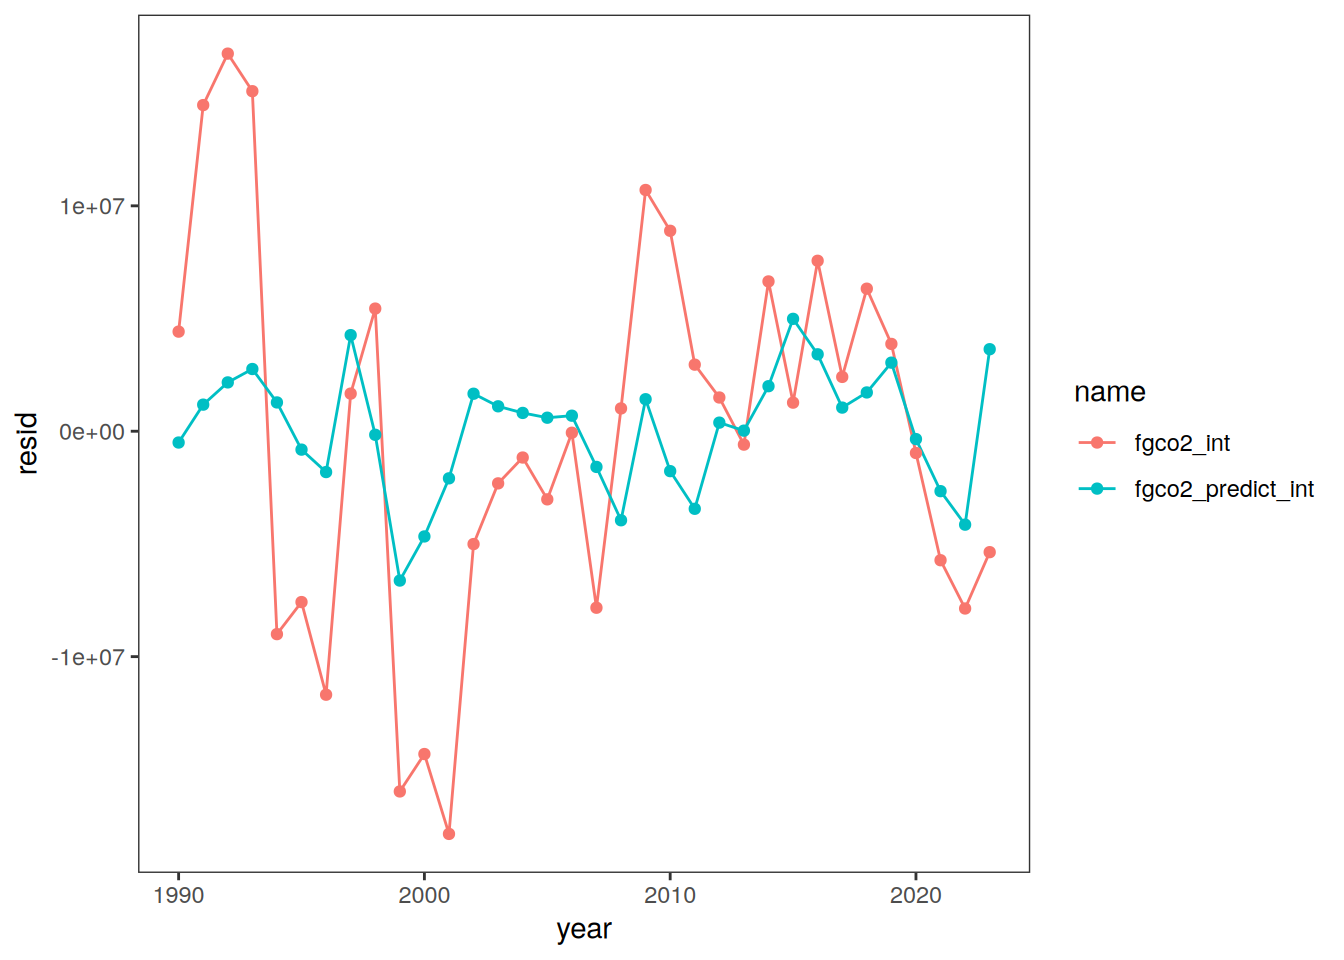 resid
1e+07
0e+00
-1e+07
1990
2000
2010
2020
year
name
fgco2_int
fgco2_predict_int